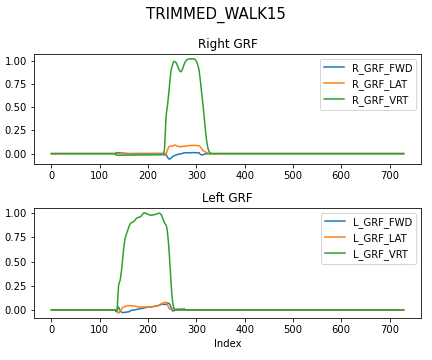 TRIMMED_WALK15
Right GRF
1.00
0.75
0.50
0.25
0.00
R_GRF_FWD
R_GRF_LAT
R_GRF_VRT
0 100 200 300 400 500 600 700
Left GRF
1.00
0.75
0.50
0.25
0.00
L_GRF_FWD
L_GRF_LAT
L_GRF_VRT
0 100 200 300 400 500 600 700
Index